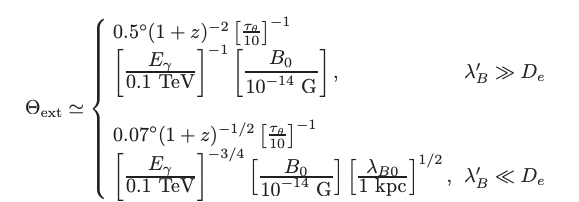 0.5°(1 + z)^{-2} [τ_θ/10]^{-1}
[E_γ/0.1 TeV]^{-1} [B_0/10^{-14} G], λ'_B ≫ D_e
Θ_ext ≃ {
0.07°(1 + z)^{-1/2} [τ_θ/10]^{-1}
[E_γ/0.1 TeV]^{-3/4} [B_0/10^{-14} G] [λ_{B0}/1 kpc]^{1/2}, λ'_B ≪ D_e